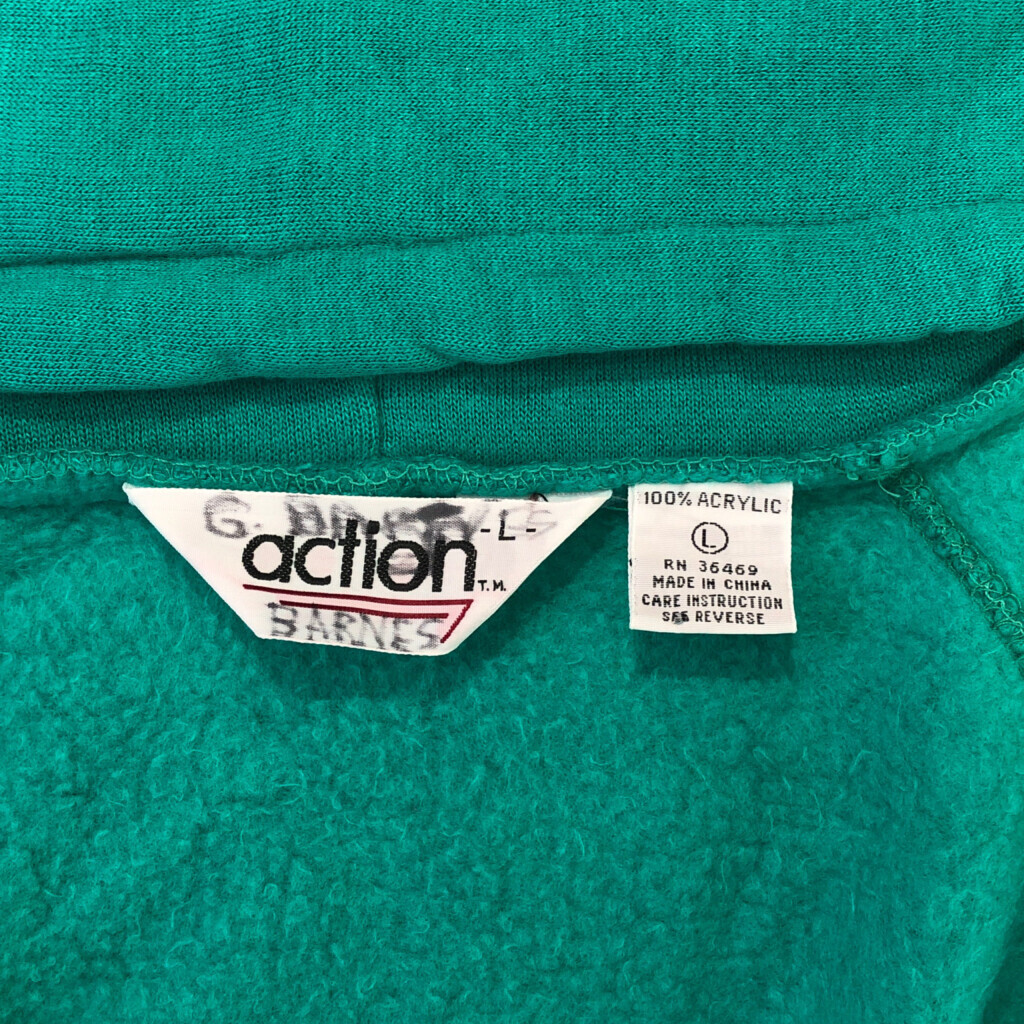 G.
-L-
action T.M.
BARNES
100% ACRYLIC
L
RN 36469
MADE IN CHINA
CARE INSTRUCTION
SEE REVERSE